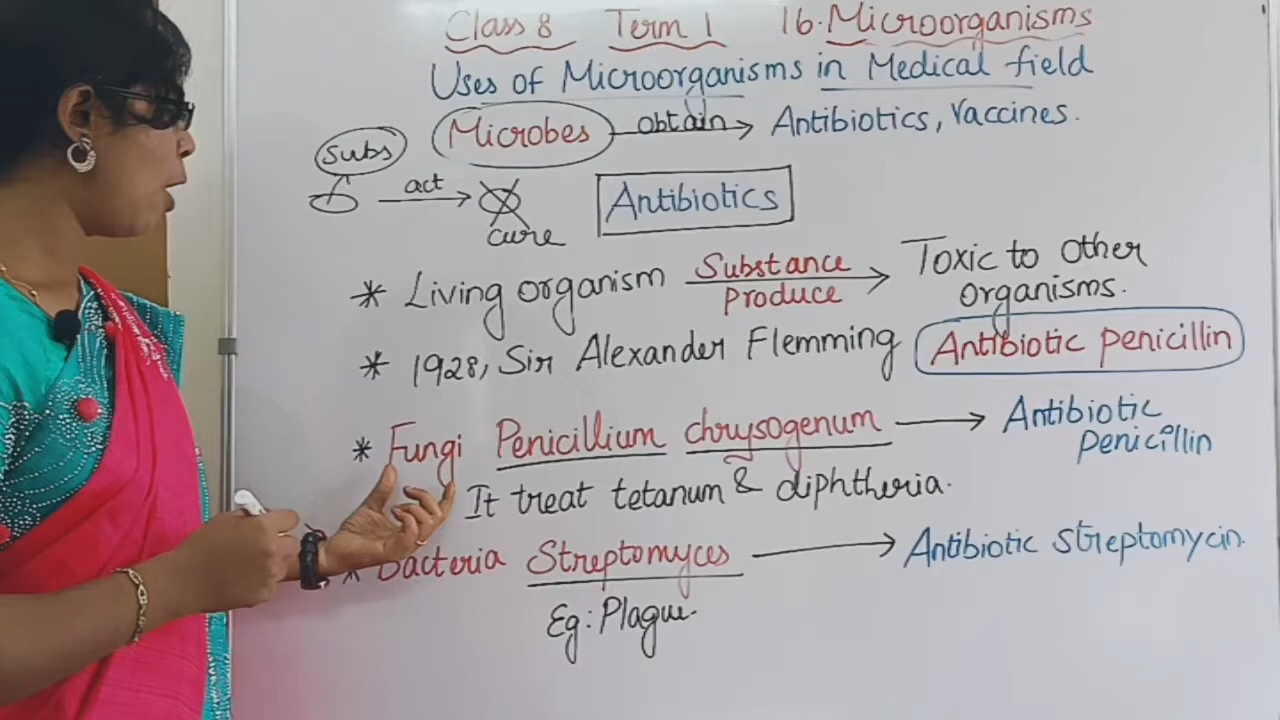 Class 8 Term 1 16. Microorganisms
Uses of Microorganisms in Medical field
Microbes obtain → Antibiotics, Vaccines.
Subs
act → cure
Antibiotics
* Living organism Substance produce → Toxic to Other organisms.
* 1928, Sir Alexander Flemming Antibiotic penicillin
* Fungi Penicillium chrysogenum → Antibiotic penicillin
It treat tetanum & diphtheria.
* Bacteria Streptomyces → Antibiotic streptomycin.
Eg: Plague.